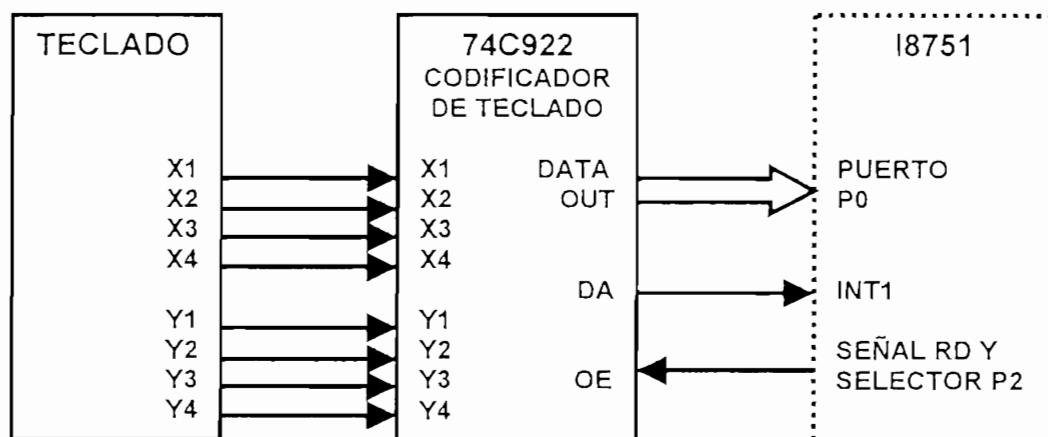 TECLADO
X1
X2
X3
X4
Y1
Y2
Y3
Y4
74C922
CODIFICADOR
DE TECLADO
X1
X2
X3
X4
Y1
Y2
Y3
Y4
DATA
OUT
DA
OE
I8751
PUERTO
P0
INT1
SEÑAL RD Y
SELECTOR P2